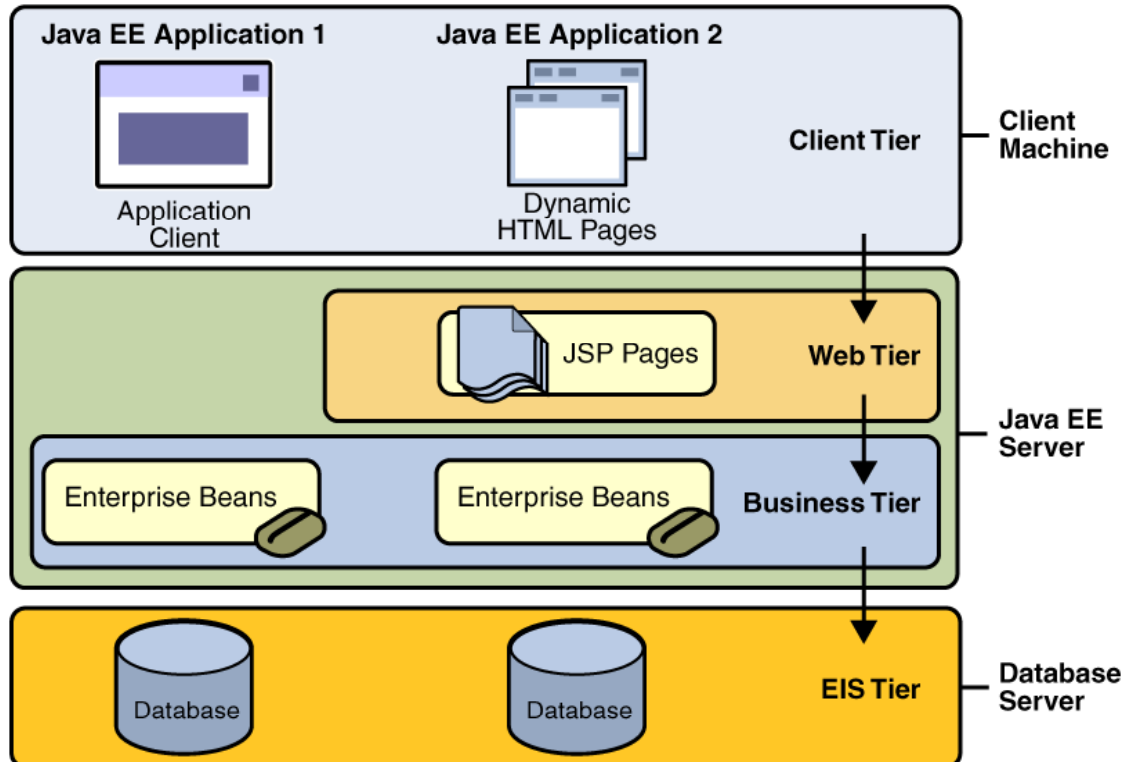 Java EE Application 1
Java EE Application 2
Application
Client
Dynamic
HTML Pages
Client Tier
Client
Machine
JSP Pages
Web Tier
Java EE
Server
Enterprise Beans
Enterprise Beans
Business Tier
Database
Database
EIS Tier
Database
Server